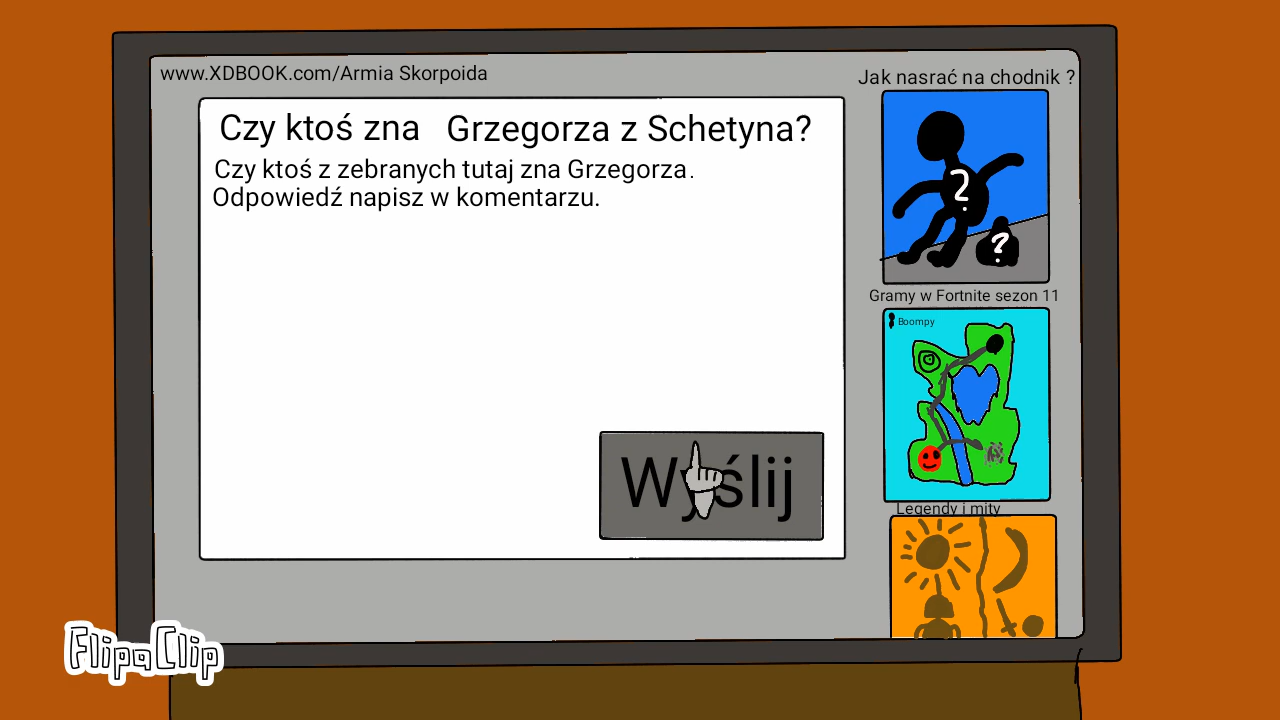 www.XDBOOK.com/Armia Skorpoida
Czy ktoś zna Grzegorza z Schetyna?
Czy ktoś z zebranych tutaj zna Grzegorza.
Odpowiedź napisz w komentarzu.
Wyślij
Jak nasrać na chodnik ?
?
?
Gramy w Fortnite sezon 11
Boompy
Legendy i mity
FlipaClip